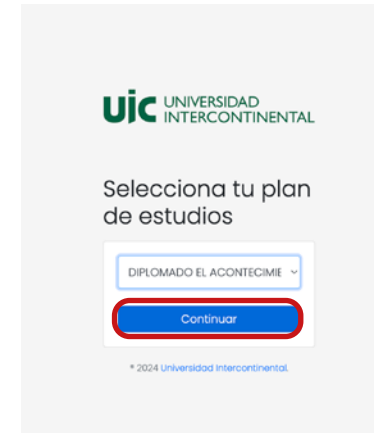 uic UNIVERSIDAD
INTERCONTINENTAL
Selecciona tu plan
de estudios
DIPLOMADO EL ACONTECIMIE
Continuar
* 2024 Universidad Intercontinental.